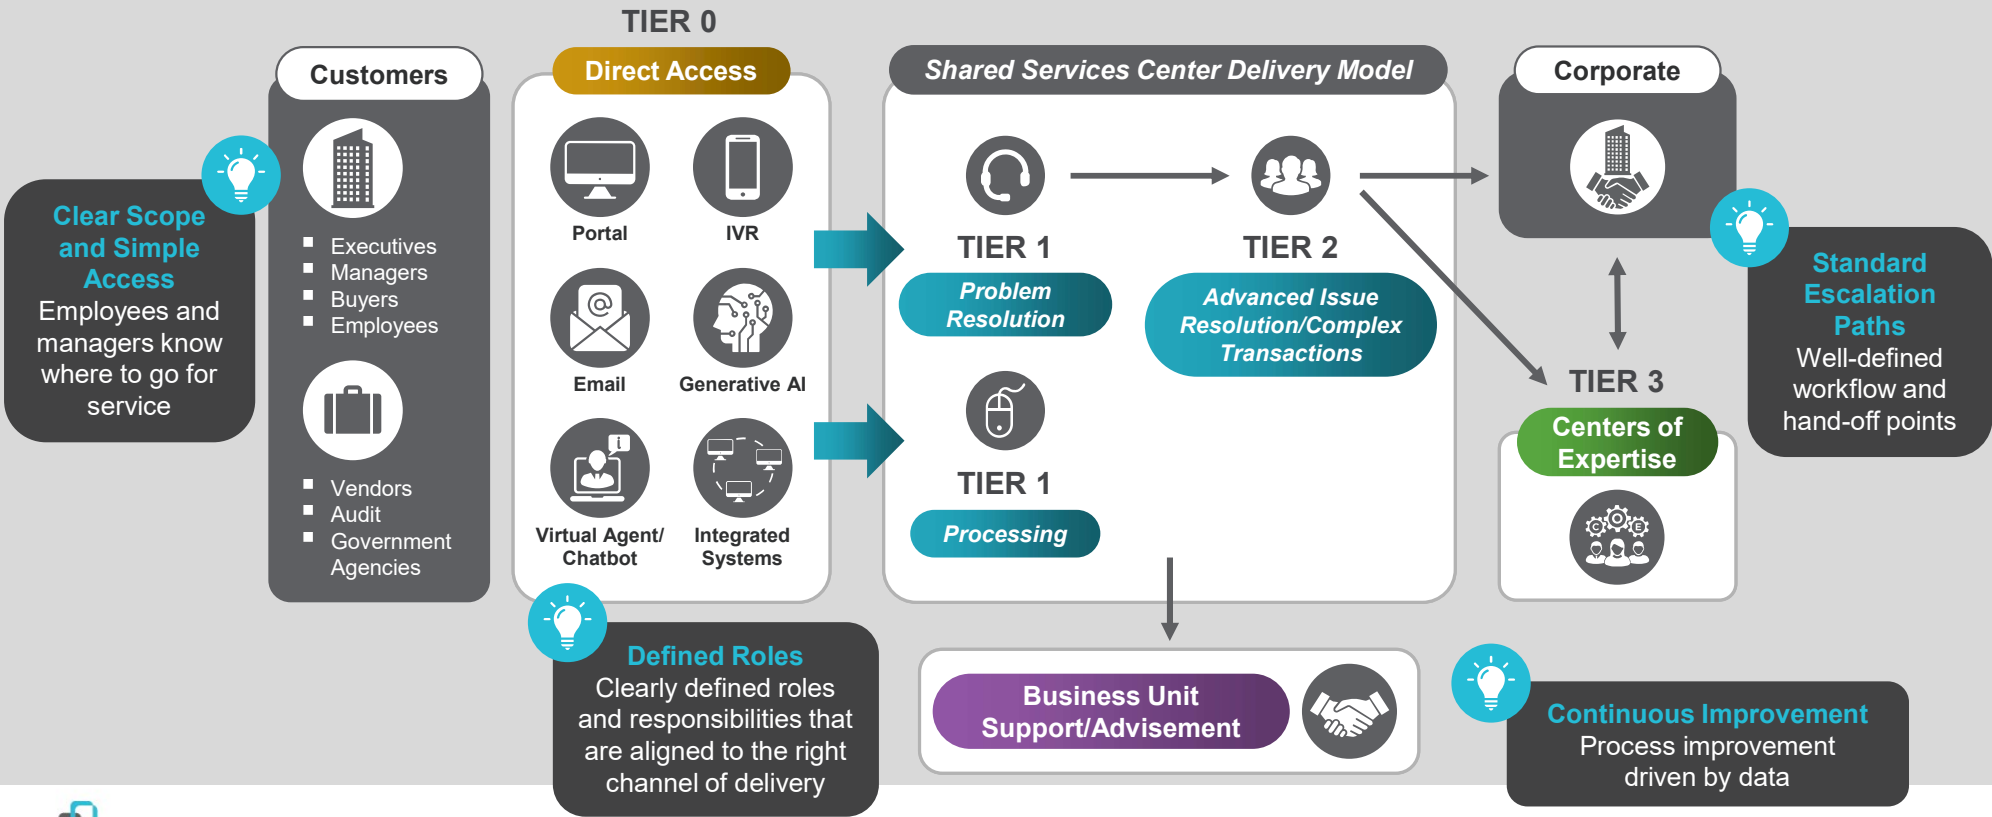 TIER 0
Customers
Direct Access
Shared Services Center Delivery Model
Corporate
Clear Scope
and Simple
Access
Employees and
managers know
where to go for
service
Executives
Managers
Buyers
Employees
Vendors
Audit
Government
Agencies
Portal
IVR
@
Email
Generative AI
i
Virtual Agent/
Chatbot
Integrated
Systems
TIER 1
Problem
Resolution
TIER 2
Advanced Issue
Resolution/Complex
Transactions
TIER 1
Processing
TIER 3
Centers of
Expertise
C O E
Standard
Escalation
Paths
Well-defined
workflow and
hand-off points
Defined Roles
Clearly defined roles
and responsibilities that
are aligned to the right
channel of delivery
Business Unit
Support/Advisement
Continuous Improvement
Process improvement
driven by data